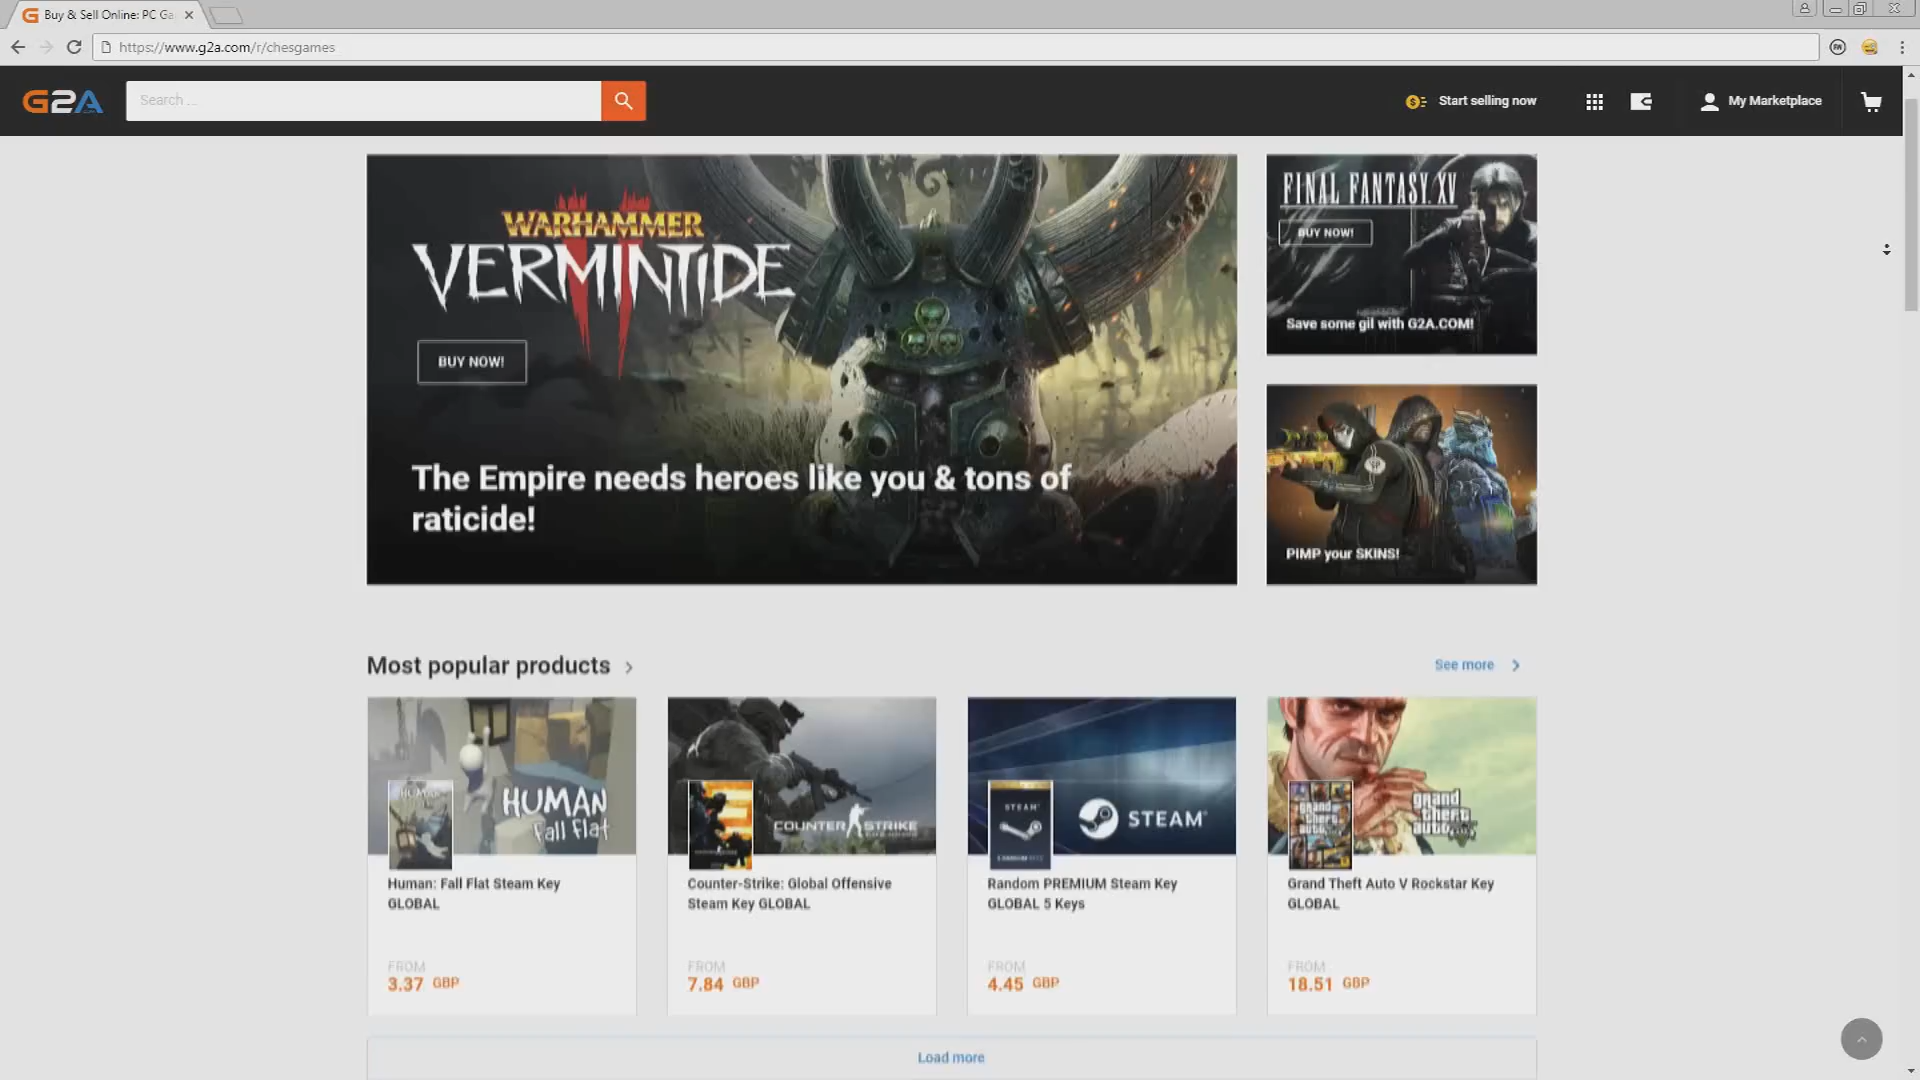 Buy & Sell Online: PC Ga
https://www.g2a.com/r/chesgames
G2A
Search ...
Start selling now
My Marketplace
WARHAMMER
VERMINTIDE
II
BUY NOW!
The Empire needs heroes like you & tons of
raticide!
FINAL FANTASY XV
BUY NOW!
Save some gil with G2A.COM!
PIMP your SKINS!
Most popular products
See more
HUMAN
Fall Flat
HUMAN
Human: Fall Flat Steam Key
GLOBAL
FROM
3.37 GBP
COUNTER STRIKE
Counter-Strike: Global Offensive
Steam Key GLOBAL
FROM
7.84 GBP
STEAM
STEAM
Random PREMIUM Steam Key
GLOBAL 5 Keys
FROM
4.45 GBP
grand
theft
auto
grand
theft
auto
Grand Theft Auto V Rockstar Key
GLOBAL
FROM
18.51 GBP
Load more